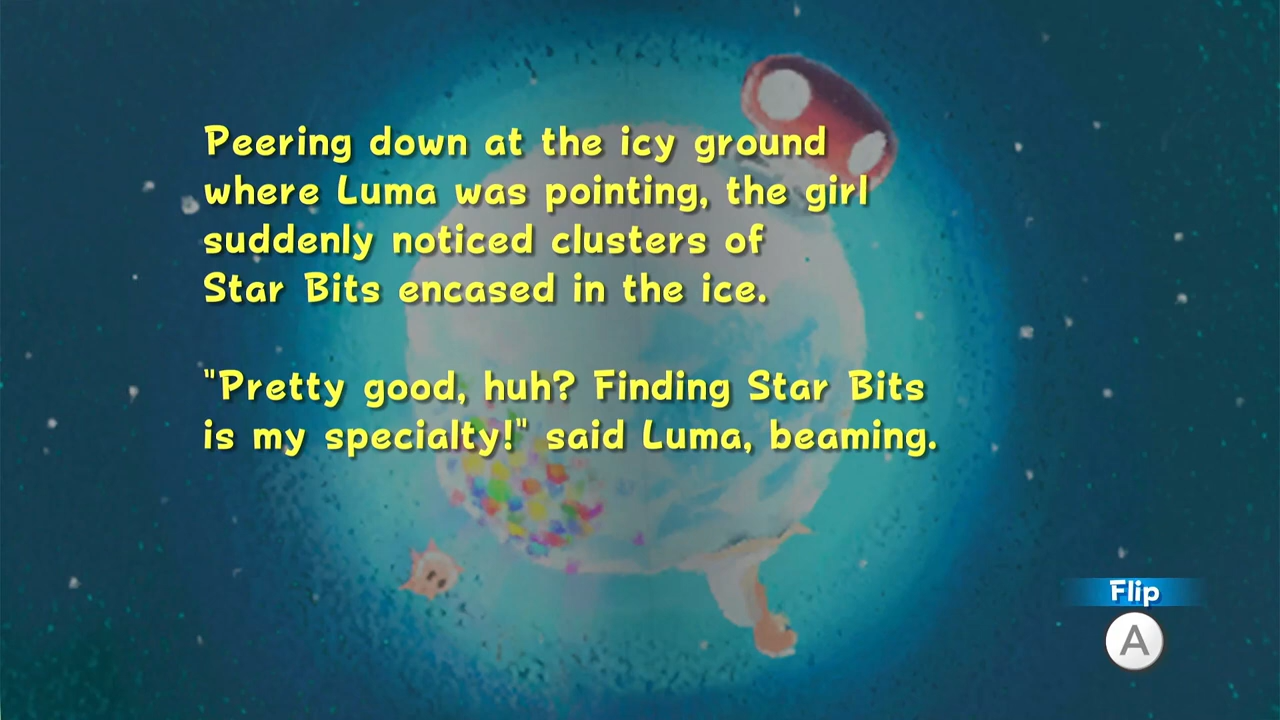 Peering down at the icy ground
where Luma was pointing, the girl
suddenly noticed clusters of
Star Bits encased in the ice.
"Pretty good, huh? Finding Star Bits
is my specialty!" said Luma, beaming.
Flip
A